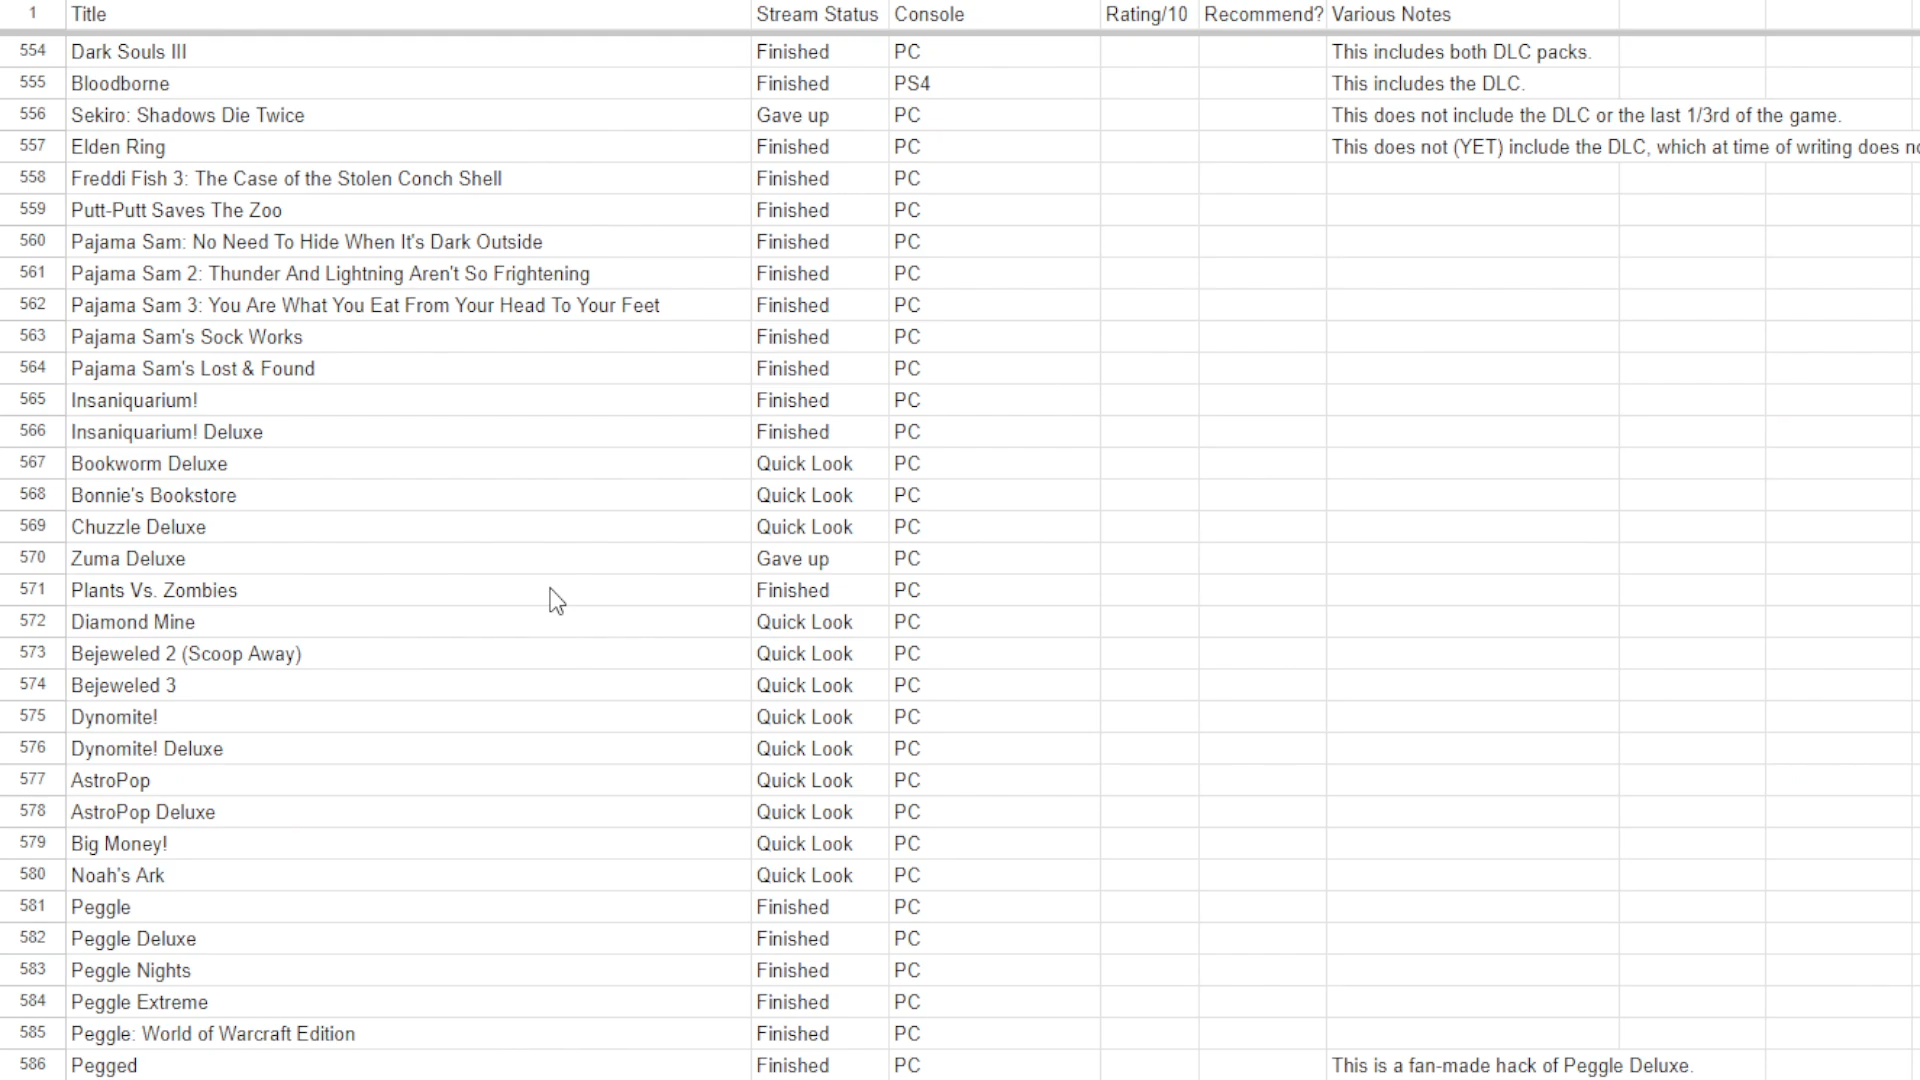 1 Title Stream Status Console Rating/10 Recommend? Various Notes
554 Dark Souls III Finished PC This includes both DLC packs.
555 Bloodborne Finished PS4 This includes the DLC.
556 Sekiro: Shadows Die Twice Gave up PC This does not include the DLC or the last 1/3rd of the game.
557 Elden Ring Finished PC This does not (YET) include the DLC, which at time of writing does
558 Freddi Fish 3: The Case of the Stolen Conch Shell Finished PC
559 Putt-Putt Saves The Zoo Finished PC
560 Pajama Sam: No Need To Hide When It's Dark Outside Finished PC
561 Pajama Sam 2: Thunder And Lightning Aren't So Frightening Finished PC
562 Pajama Sam 3: You Are What You Eat From Your Head To Your Feet Finished PC
563 Pajama Sam's Sock Works Finished PC
564 Pajama Sam's Lost & Found Finished PC
565 Insaniquarium! Finished PC
566 Insaniquarium! Deluxe Finished PC
567 Bookworm Deluxe Quick Look PC
568 Bonnie's Bookstore Quick Look PC
569 Chuzzle Deluxe Quick Look PC
570 Zuma Deluxe Gave up PC
571 Plants Vs. Zombies Finished PC
572 Diamond Mine Quick Look PC
573 Bejeweled 2 (Scoop Away) Quick Look PC
574 Bejeweled 3 Quick Look PC
575 Dynomite! Quick Look PC
576 Dynomite! Deluxe Quick Look PC
577 AstroPop Quick Look PC
578 AstroPop Deluxe Quick Look PC
579 Big Money! Quick Look PC
580 Noah's Ark Quick Look PC
581 Peggle Finished PC
582 Peggle Deluxe Finished PC
583 Peggle Nights Finished PC
584 Peggle Extreme Finished PC
585 Peggle: World of Warcraft Edition Finished PC
586 Pegged Finished PC This is a fan-made hack of Peggle Deluxe.